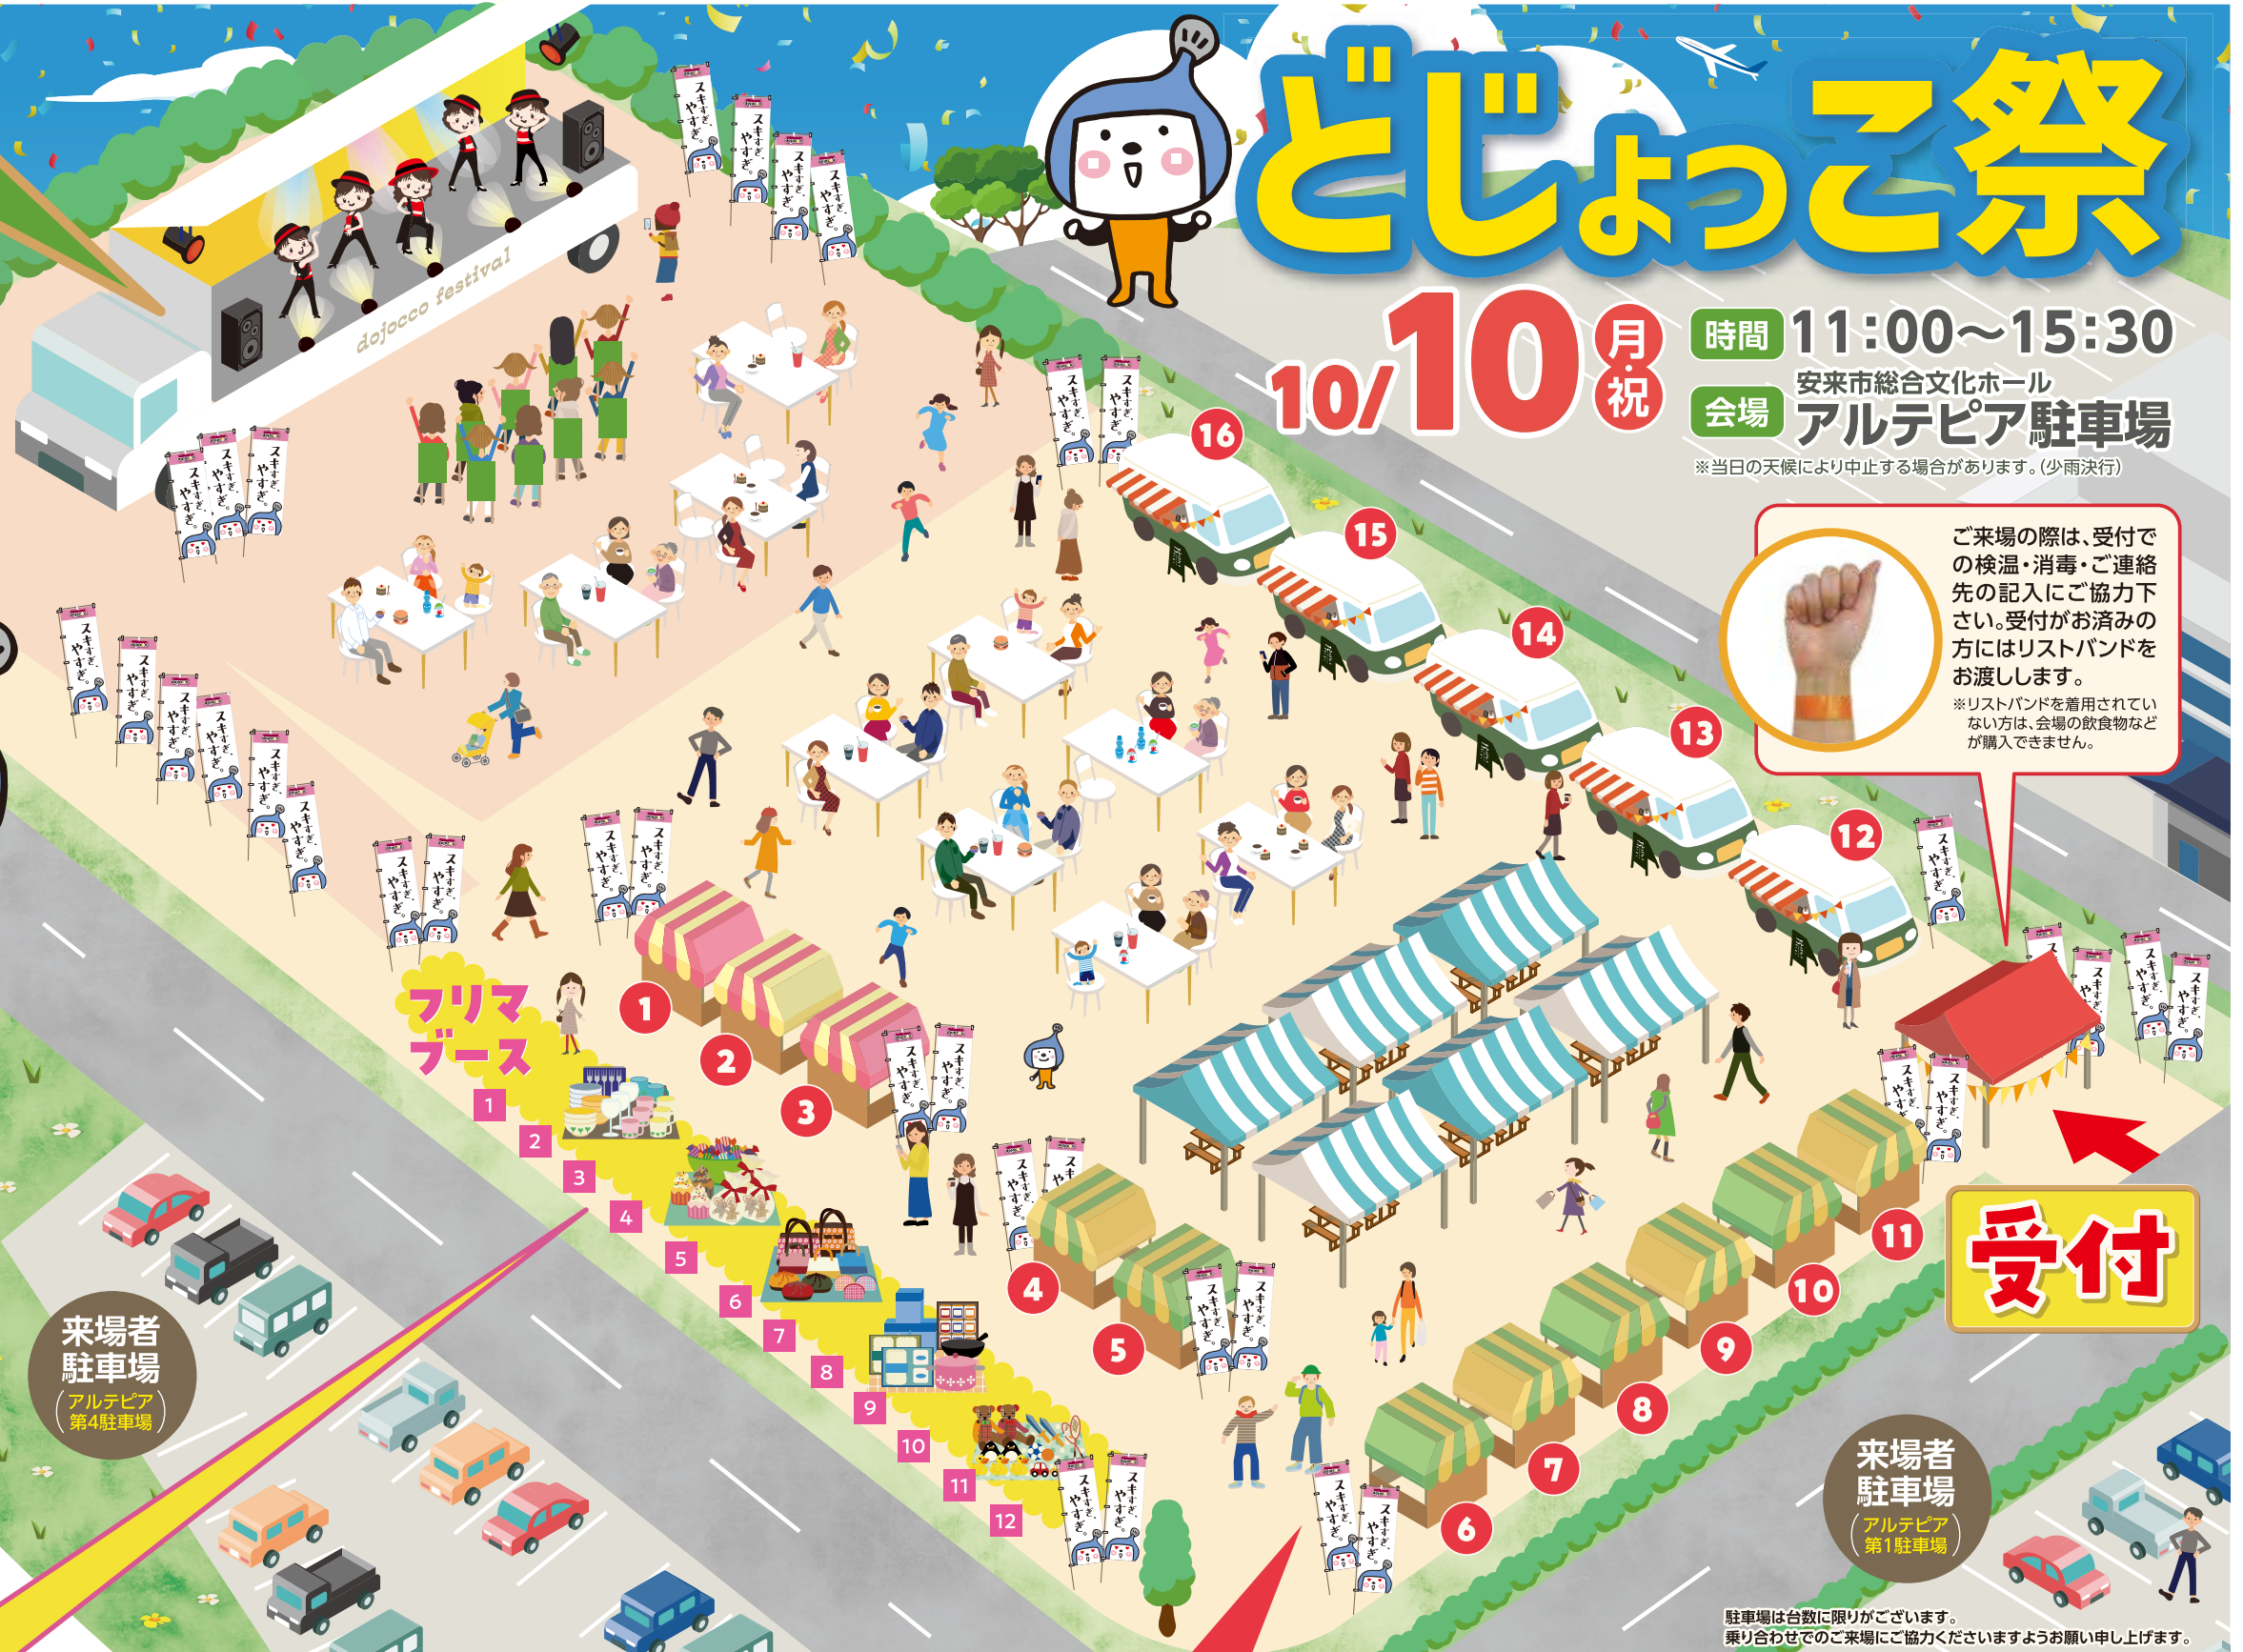 どじょっこ祭
10/10 月・祝
時間 11:00～15:30
会場 安来市総合文化ホール
アルテピア駐車場
※当日の天候により中止する場合があります。(少雨決行)
ご来場の際は、受付で
の検温・消毒・ご連絡
先の記入にご協力下
さい。受付がお済みの
方にはリストバンドを
お渡しします。
※リストバンドを着用されてい
ない方は、会場の飲食物など
が購入できません。
dojocco festival
スキすぎ、
やすぎ。
16
15
14
13
12
フリマ
ブース
1
2
3
4
5
6
7
8
9
10
11
12
1
2
3
4
5
6
7
8
9
10
11
受付
来場者
駐車場
(アルテピア
第4駐車場)
来場者
駐車場
(アルテピア
第1駐車場)
駐車場は台数に限りがございます。
乗り合わせでのご来場にご協力くださいますようお願い申し上げます。